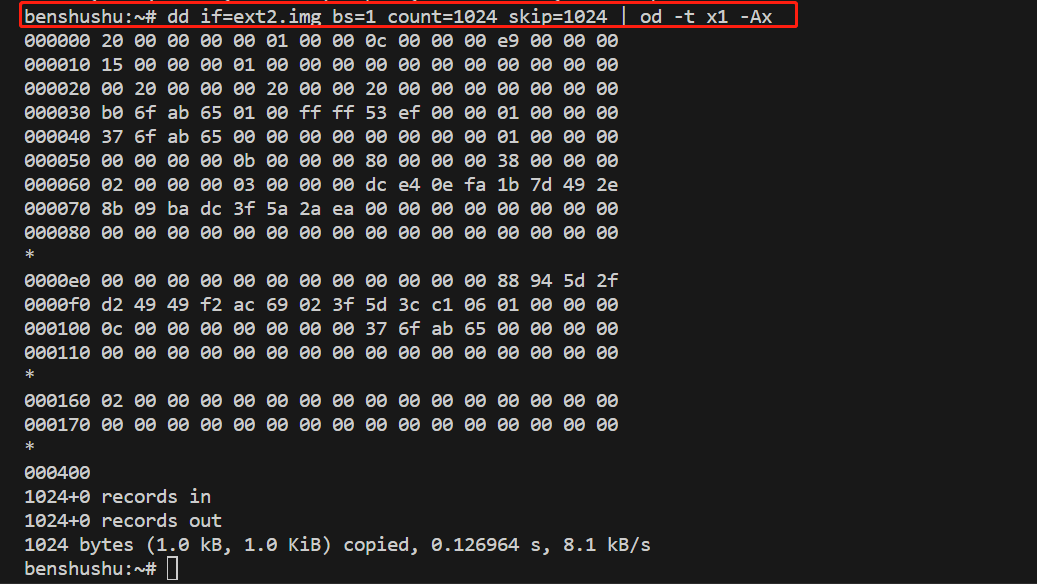 benshushu:~# dd if=ext2.img bs=1 count=1024 skip=1024 | od -t x1 -Ax
000000 20 00 00 00 00 01 00 00 0c 00 00 00 e9 00 00 00
000010 15 00 00 00 01 00 00 00 00 00 00 00 00 00 00 00
000020 00 20 00 00 00 20 00 00 20 00 00 00 00 00 00 00
000030 b0 6f ab 65 01 00 ff ff 53 ef 00 00 01 00 00 00
000040 37 6f ab 65 00 00 00 00 00 00 00 00 01 00 00 00
000050 00 00 00 00 0b 00 00 00 80 00 00 00 38 00 00 00
000060 02 00 00 00 03 00 00 00 dc e4 0e fa 1b 7d 49 2e
000070 8b 09 ba dc 3f 5a 2a ea 00 00 00 00 00 00 00 00
000080 00 00 00 00 00 00 00 00 00 00 00 00 00 00 00 00
*
0000e0 00 00 00 00 00 00 00 00 00 00 00 00 88 94 5d 2f
0000f0 d2 49 49 f2 ac 69 02 3f 5d 3c c1 06 01 00 00 00
000100 0c 00 00 00 00 00 00 00 37 6f ab 65 00 00 00 00
000110 00 00 00 00 00 00 00 00 00 00 00 00 00 00 00 00
*
000160 02 00 00 00 00 00 00 00 00 00 00 00 00 00 00 00
000170 00 00 00 00 00 00 00 00 00 00 00 00 00 00 00 00
*
000400
1024+0 records in
1024+0 records out
1024 bytes (1.0 kB, 1.0 KiB) copied, 0.126964 s, 8.1 kB/s
benshushu:~#